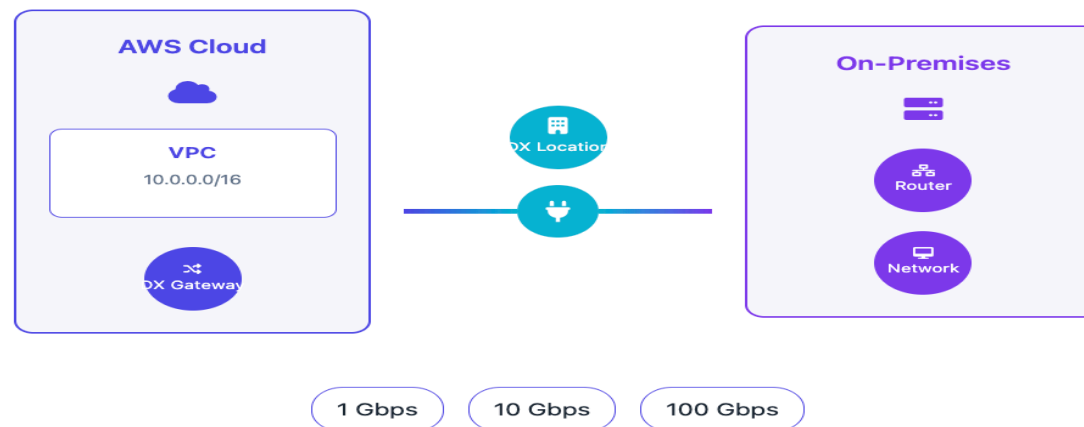 AWS Cloud
VPC
10.0.0.0/16
DX Gateway
DX Location
On-Premises
Router
Network
1 Gbps
10 Gbps
100 Gbps